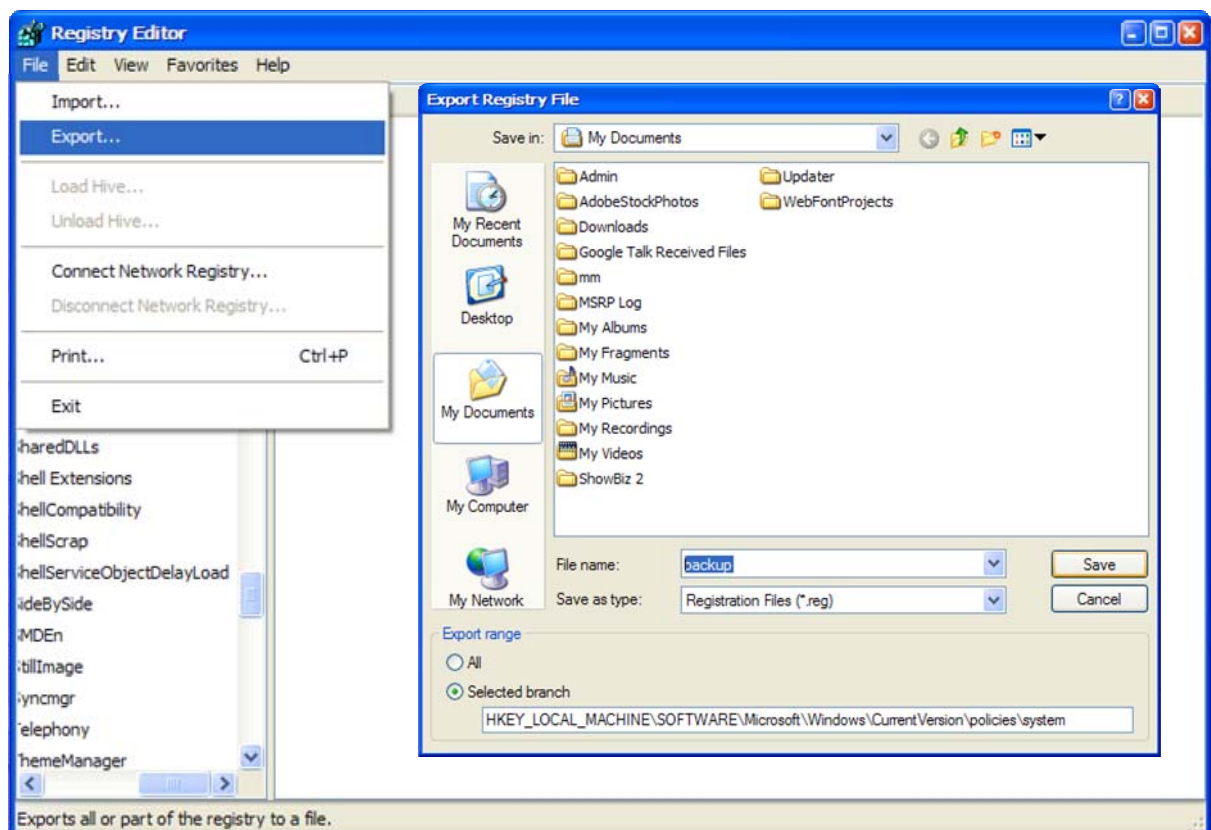 Registry Editor
File Edit View Favorites Help
Import...
Export...
Load Hive...
Unload Hive...
Connect Network Registry...
Disconnect Network Registry...
Print... Ctrl+P
Exit
haredDLLs
hell Extensions
hellCompatibility
hellScrap
hellServiceObjectDelayLoad
ideBySide
MDEn
tillImage
yncmgr
elephony
hemeManager
Exports all or part of the registry to a file.
Export Registry File
Save in: My Documents
My Recent
Documents
Desktop
My Documents
My Computer
My Network
Admin
AdobeStockPhotos
Downloads
Google Talk Received Files
mm
MSRP Log
My Albums
My Fragments
My Music
My Pictures
My Recordings
My Videos
ShowBiz 2
Updater
WebFontProjects
File name: backup Save
Save as type: Registration Files (*.reg) Cancel
Export range
All
Selected branch
HKEY_LOCAL_MACHINE\SOFTWARE\Microsoft\Windows\CurrentVersion\policies\system